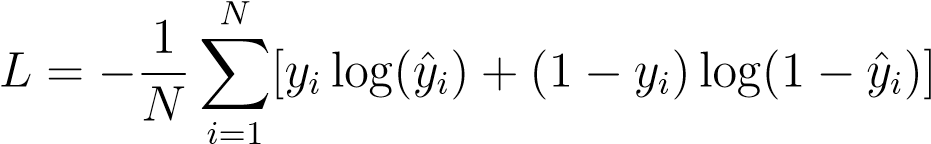 L = -\frac{1}{N} \sum_{i=1}^{N} [y_i \log(\hat{y}_i) + (1 - y_i) \log(1 - \hat{y}_i)]